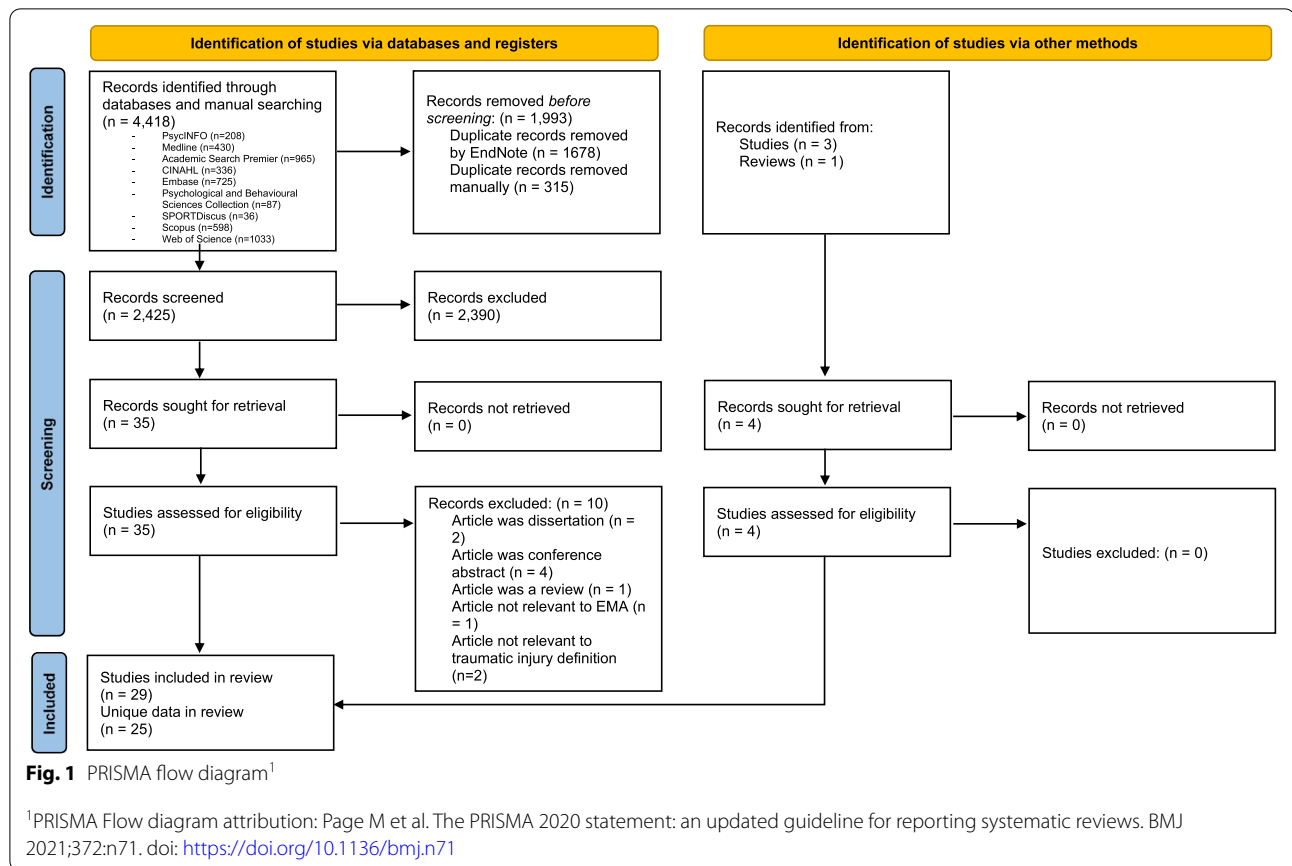 Identification of studies via databases and registers
Identification of studies via other methods
Identification
Records identified through
databases and manual searching
(n = 4,418)
- PsycINFO (n=208)
- Medline (n=430)
- Academic Search Premier (n=965)
- CINAHL (n=336)
- Embase (n=725)
- Psychological and Behavioural
Sciences Collection (n=87)
- SPORTDiscus (n=36)
- Scopus (n=598)
- Web of Science (n=1033)
Records removed before
screening: (n = 1,993)
Duplicate records removed
by EndNote (n = 1678)
Duplicate records removed
manually (n = 315)
Records identified from:
Studies (n = 3)
Reviews (n = 1)
Screening
Records screened
(n = 2,425)
Records excluded
(n = 2,390)
Records sought for retrieval
(n = 35)
Records not retrieved
(n = 0)
Records sought for retrieval
(n = 4)
Records not retrieved
(n = 0)
Studies assessed for eligibility
(n = 35)
Records excluded: (n = 10)
Article was dissertation (n =
2)
Article was conference
abstract (n = 4)
Article was a review (n = 1)
Article not relevant to EMA (n
= 1)
Article not relevant to
traumatic injury definition
(n=2)
Studies assessed for eligibility
(n = 4)
Studies excluded: (n = 0)
Included
Studies included in review
(n = 29)
Unique data in review
(n = 25)
Fig. 1 PRISMA flow diagram1
1PRISMA Flow diagram attribution: Page M et al. The PRISMA 2020 statement: an updated guideline for reporting systematic reviews. BMJ
2021;372:n71. doi: https://doi.org/10.1136/bmj.n71